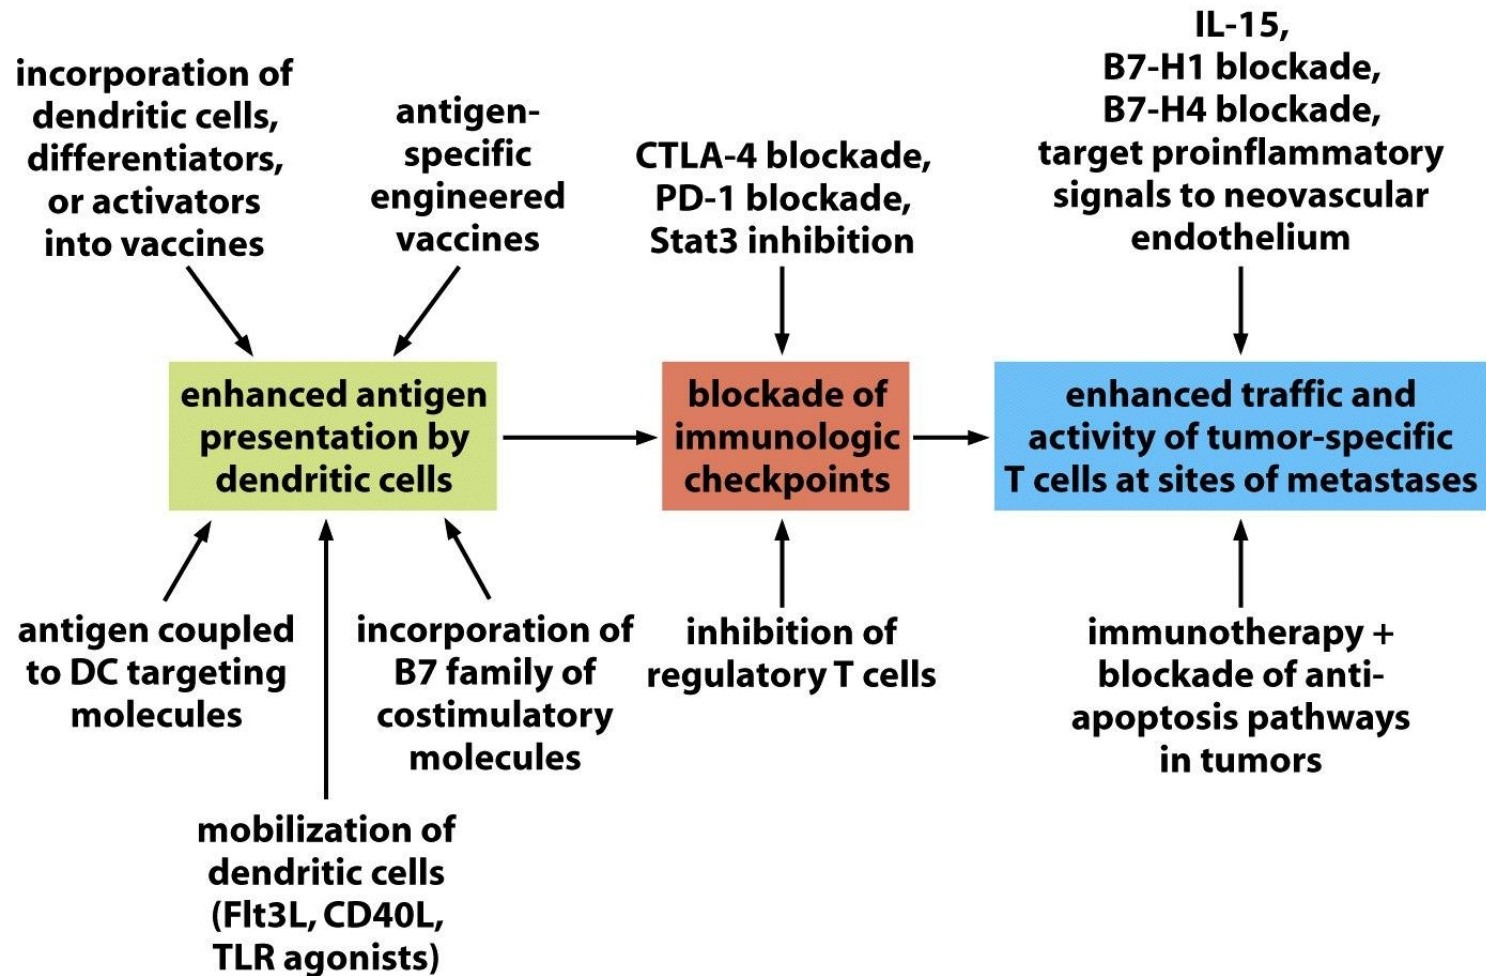 incorporation of
dendritic cells,
differentiators,
or activators
into vaccines
antigen-
specific
engineered
vaccines
CTLA-4 blockade,
PD-1 blockade,
Stat3 inhibition
IL-15,
B7-H1 blockade,
B7-H4 blockade,
target proinflammatory
signals to neovascular
endothelium
enhanced antigen
presentation by
dendritic cells
blockade of
immunologic
checkpoints
enhanced traffic and
activity of tumor-specific
T cells at sites of metastases
antigen coupled
to DC targeting
molecules
incorporation of
B7 family of
costimulatory
molecules
inhibition of
regulatory T cells
immunotherapy +
blockade of anti-
apoptosis pathways
in tumors
mobilization of
dendritic cells
(Flt3L, CD40L,
TLR agonists)